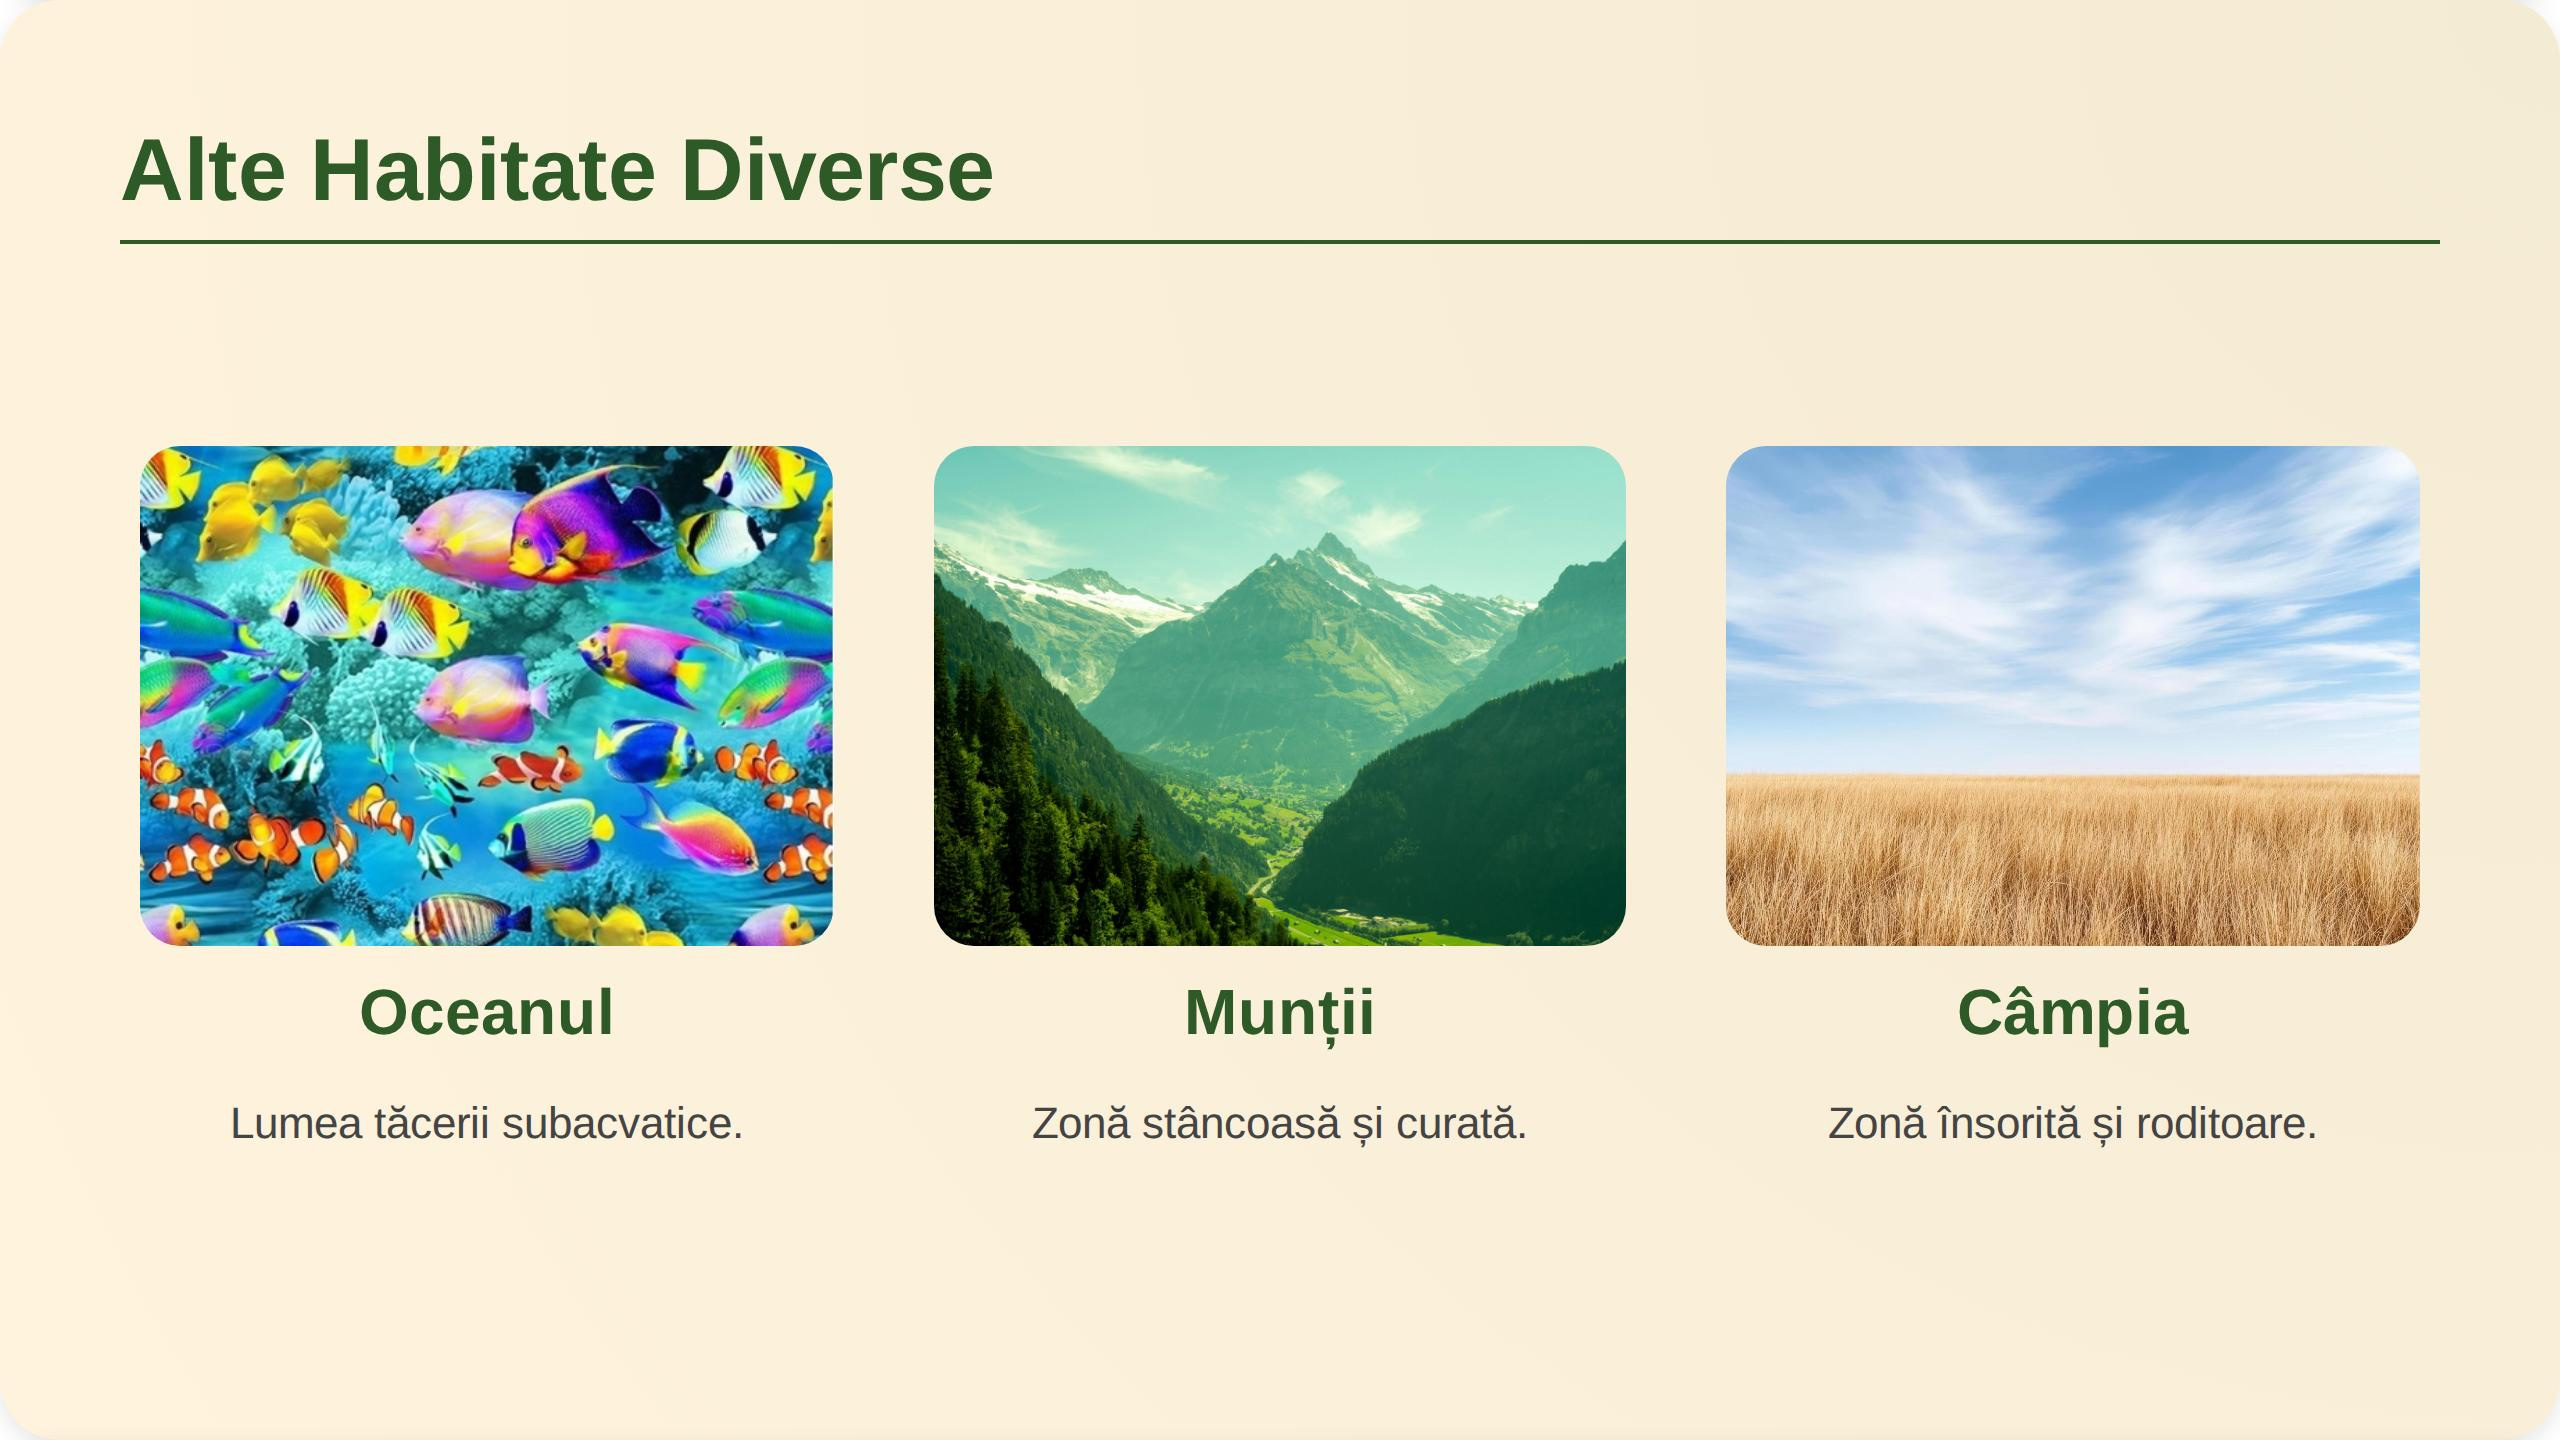 Alte Habitate Diverse
Oceanul
Munții
Câmpia
Lumea tăcerii subacvatice.
Zonă stâncoasă și curată.
Zonă însorită și roditoare.